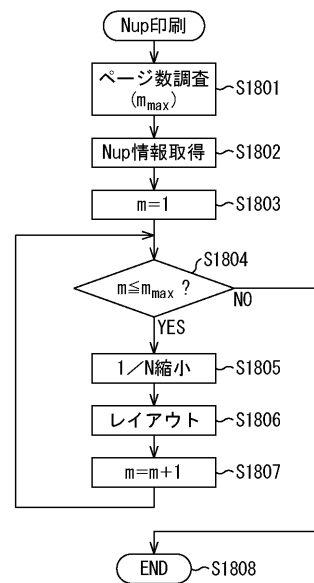 Nup印刷
ページ数調査
(mmax)
S1801
Nup情報取得
S1802
m=1
S1803
S1804
m≦mmax ?
NO
YES
1/N縮小
S1805
レイアウト
S1806
m=m+1
S1807
END
S1808